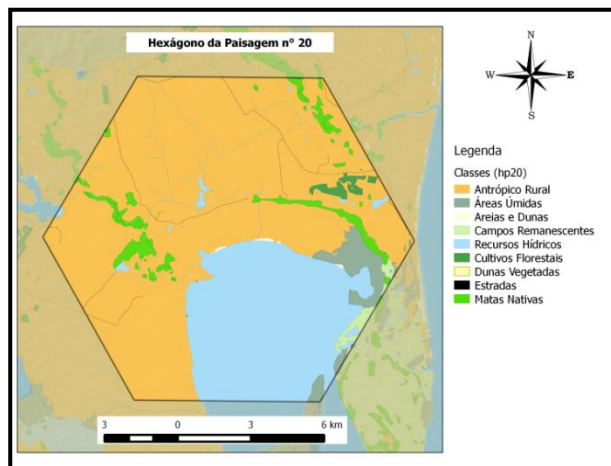 Hexágono da Paisagem n° 20
N
W
E
S
Legenda
Classes (hp20)
Antrópico Rural
Áreas Úmidas
Areias e Dunas
Campos Remanescentes
Recursos Hídricos
Cultivos Florestais
Dunas Vegetadas
Estradas
Matas Nativas
3 0 3 6 km